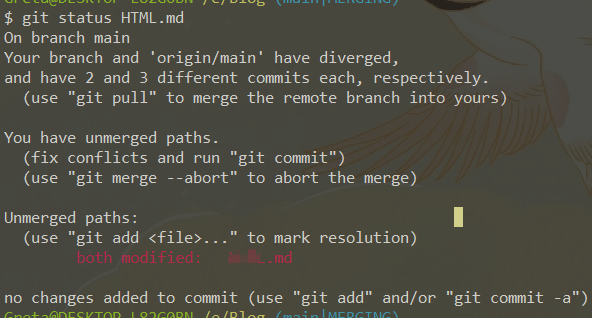 Greta@DESKTOP-L82G0BN /e/Blog (main|MERGING)
$ git status HTML.md
On branch main
Your branch and 'origin/main' have diverged,
and have 2 and 3 different commits each, respectively.
  (use "git pull" to merge the remote branch into yours)
You have unmerged paths.
  (fix conflicts and run "git commit")
  (use "git merge --abort" to abort the merge)
Unmerged paths:
  (use "git add <file>..." to mark resolution)
        both modified:   L.md
no changes added to commit (use "git add" and/or "git commit -a")
Greta@DESKTOP-L82G0BN /e/Blog (main|MERGING)